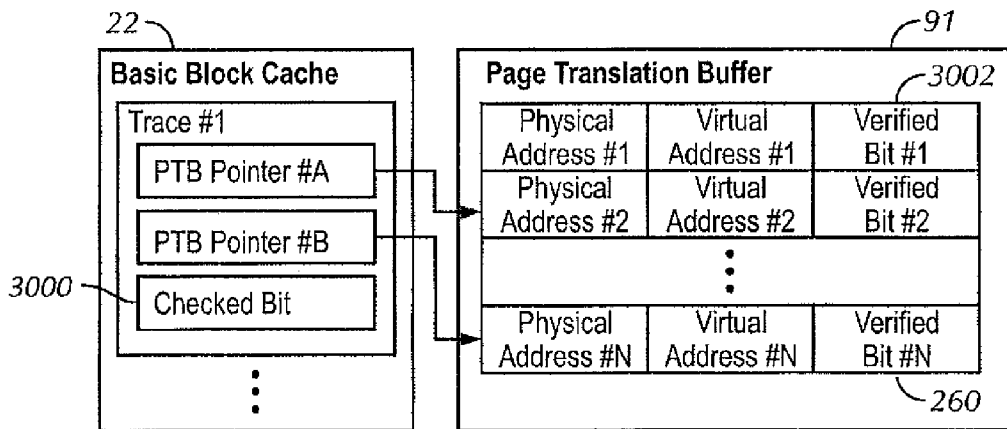 22
91
Basic Block Cache
Page Translation Buffer
3002
Trace #1
PTB Pointer #A
PTB Pointer #B
3000
Checked Bit
Physical Address #1
Virtual Address #1
Verified Bit #1
Physical Address #2
Virtual Address #2
Verified Bit #2
Physical Address #N
Virtual Address #N
Verified Bit #N
260